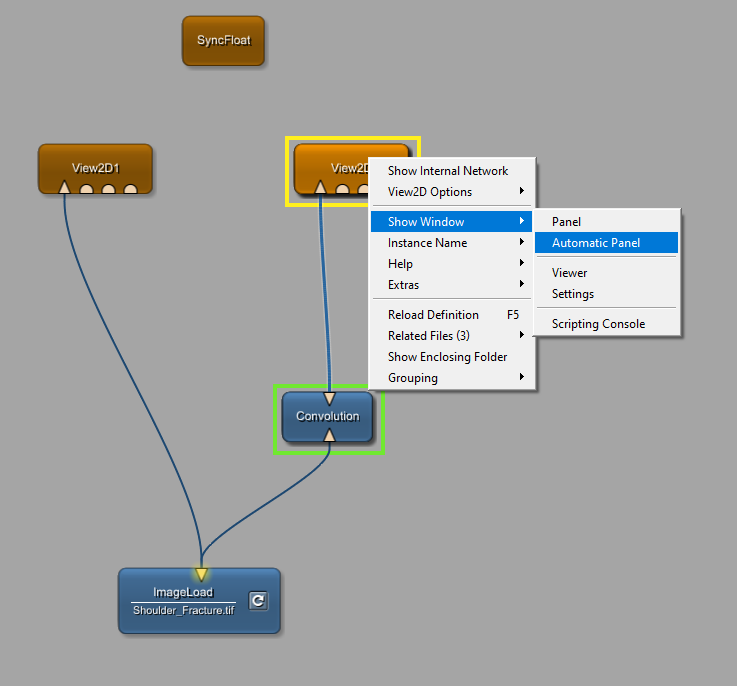 SyncFloat
View2D1
View2D
Show Internal Network
View2D Options
Show Window
Instance Name
Help
Extras
Reload Definition F5
Related Files (3)
Show Enclosing Folder
Grouping
Panel
Automatic Panel
Viewer
Settings
Scripting Console
Convolution
ImageLoad
Shoulder_Fracture.tif